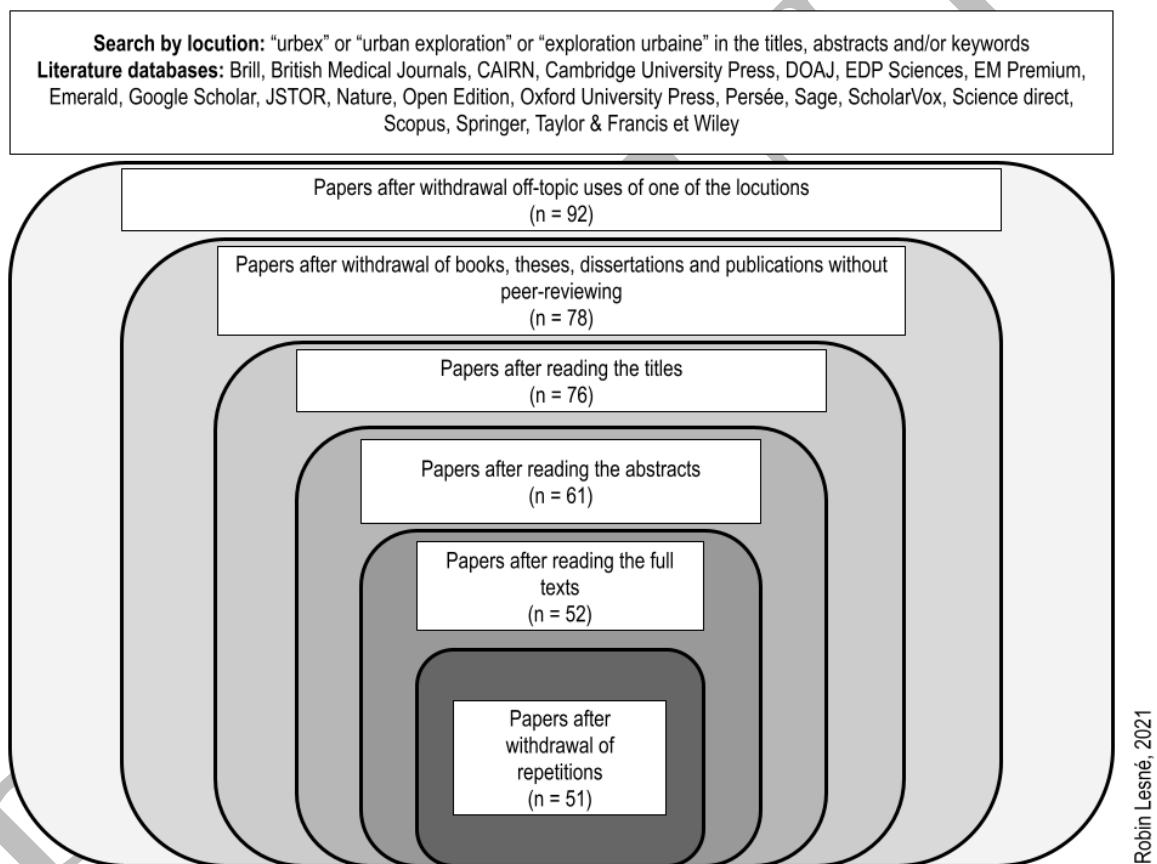 Search by locution: “urbex” or “urban exploration” or “exploration urbaine” in the titles, abstracts and/or keywords
Literature databases: Brill, British Medical Journals, CAIRN, Cambridge University Press, DOAJ, EDP Sciences, EM Premium,
Emerald, Google Scholar, JSTOR, Nature, Open Edition, Oxford University Press, Persée, Sage, ScholarVox, Science direct,
Scopus, Springer, Taylor & Francis et Wiley
Papers after withdrawal off-topic uses of one of the locutions
(n = 92)
Papers after withdrawal of books, theses, dissertations and publications without
peer-reviewing
(n = 78)
Papers after reading the titles
(n = 76)
Papers after reading the abstracts
(n = 61)
Papers after reading the full
texts
(n = 52)
Papers after
withdrawal of
repetitions
(n = 51)
Robin Lesné, 2021